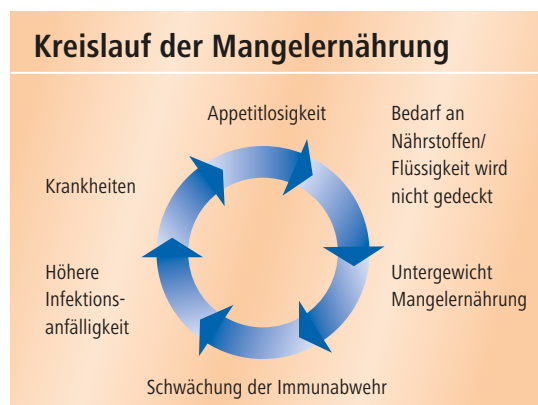 Kreislauf der Mangelernährung
Appetitlosigkeit
Bedarf an
Nährstoffen/
Flüssigkeit wird
nicht gedeckt
Untergewicht
Mangelernährung
Schwächung der Immunabwehr
Höhere
Infektions-
anfälligkeit
Krankheiten